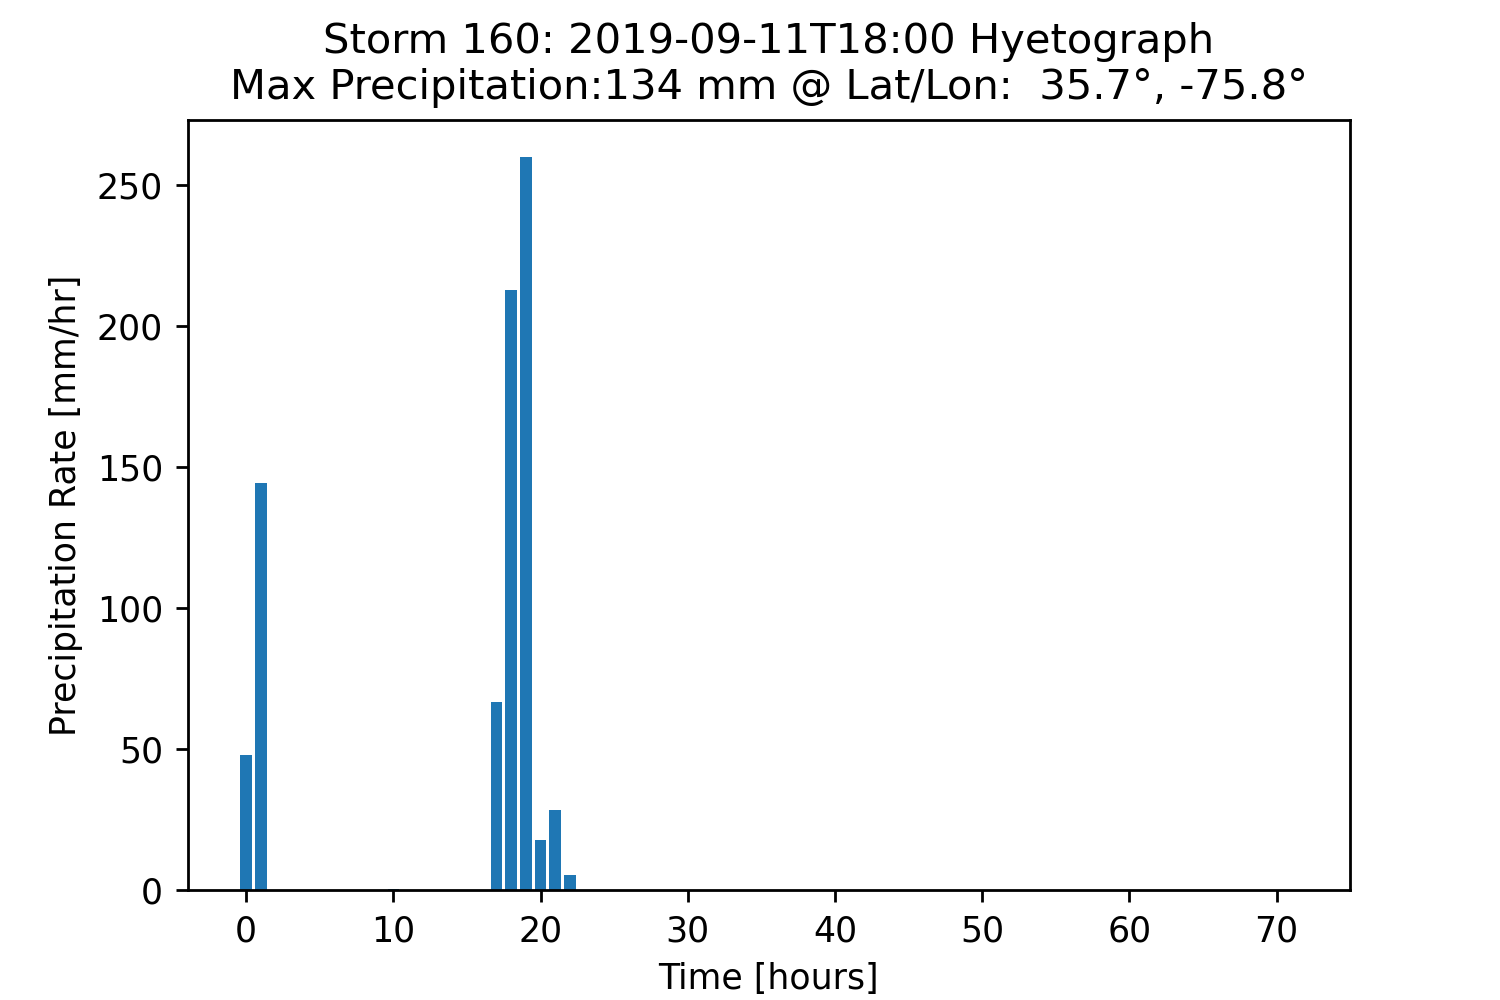 Storm 160: 2019-09-11T18:00 Hyetograph
Max Precipitation:134 mm @ Lat/Lon:  35.7°, -75.8°
Precipitation Rate [mm/hr]
250
200
150
100
50
0
0 10 20 30 40 50 60 70
Time [hours]